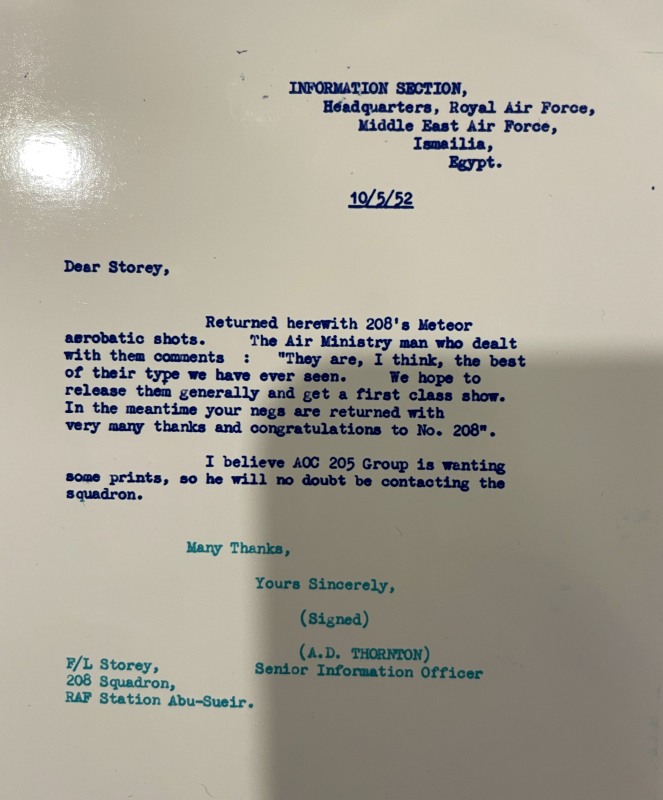 INFORMATION SECTION,
Headquarters, Royal Air Force,
Middle East Air Force,
Ismailia,
Egypt.
10/5/52
Dear Storey,
Returned herewith 208's Meteor
aerobatic shots. The Air Ministry man who dealt
with them comments : "They are, I think, the best
of their type we have ever seen. We hope to
release them generally and get a first class show.
In the meantime your negs are returned with
very many thanks and congratulations to No. 208".
I believe AOC 205 Group is wanting
some prints, so he will no doubt be contacting the
squadron.
Many Thanks,
Yours Sincerely,
(Signed)
(A.D. THORNTON)
Senior Information Officer
F/L Storey,
208 Squadron,
RAF Station Abu-Sueir.